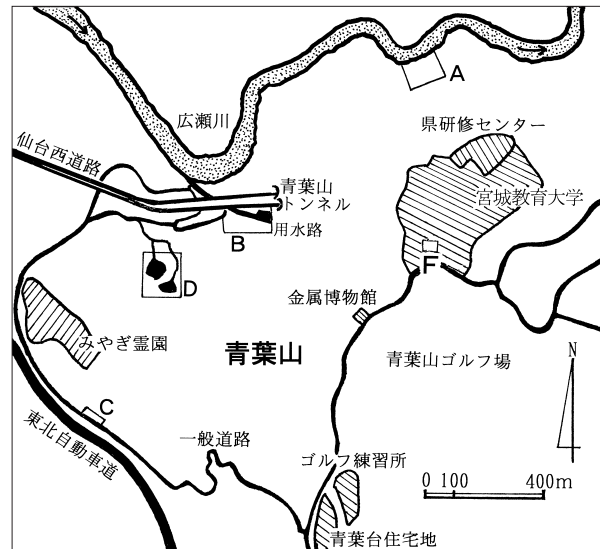 A
広瀬川
県研修センター
仙台西道路
青葉山
トンネル
宮城教育大学
用水路
B
F
D
金属博物館
みやぎ霊園
青葉山
青葉山ゴルフ場
N
C
東北自動車道
一般道路
ゴルフ練習所
0 100 400m
青葉台住宅地